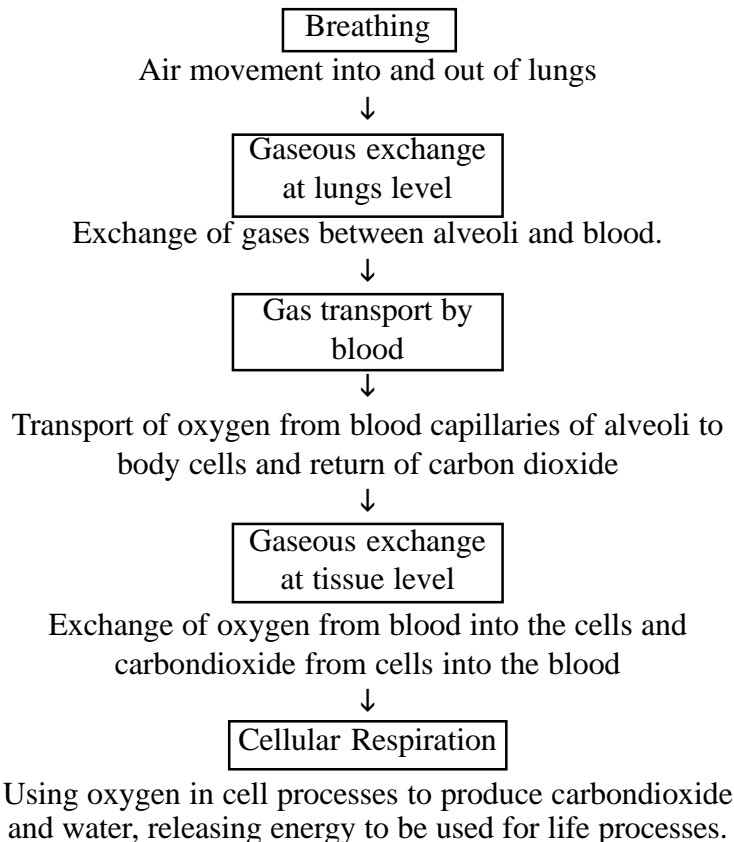 Breathing
Air movement into and out of lungs
↓
Gaseous exchange
at lungs level
Exchange of gases between alveoli and blood.
↓
Gas transport by
blood
↓
Transport of oxygen from blood capillaries of alveoli to
body cells and return of carbon dioxide
↓
Gaseous exchange
at tissue level
Exchange of oxygen from blood into the cells and
carbondioxide from cells into the blood
↓
Cellular Respiration
Using oxygen in cell processes to produce carbondioxide
and water, releasing energy to be used for life processes.